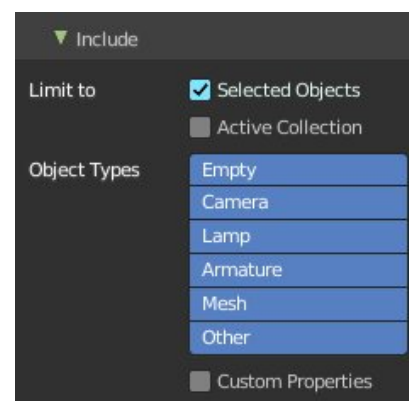 Include
Limit to Selected Objects
Active Collection
Object Types Empty
Camera
Lamp
Armature
Mesh
Other
Custom Properties